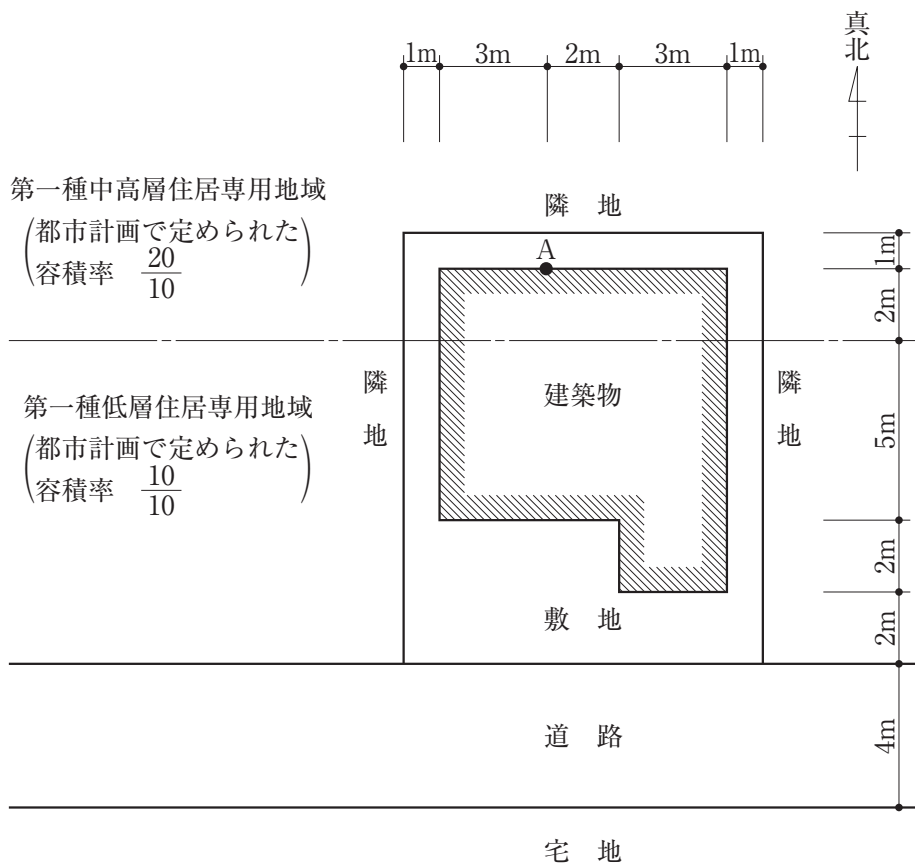 1m 3m 2m 3m 1m
真北
第一種中高層住居専用地域
(都市計画で定められた
容積率 20/10)
隣 地
A
1m
2m
第一種低層住居専用地域
(都市計画で定められた
容積率 10/10)
隣地
建築物
隣地
5m
2m
敷 地
2m
道 路
4m
宅 地